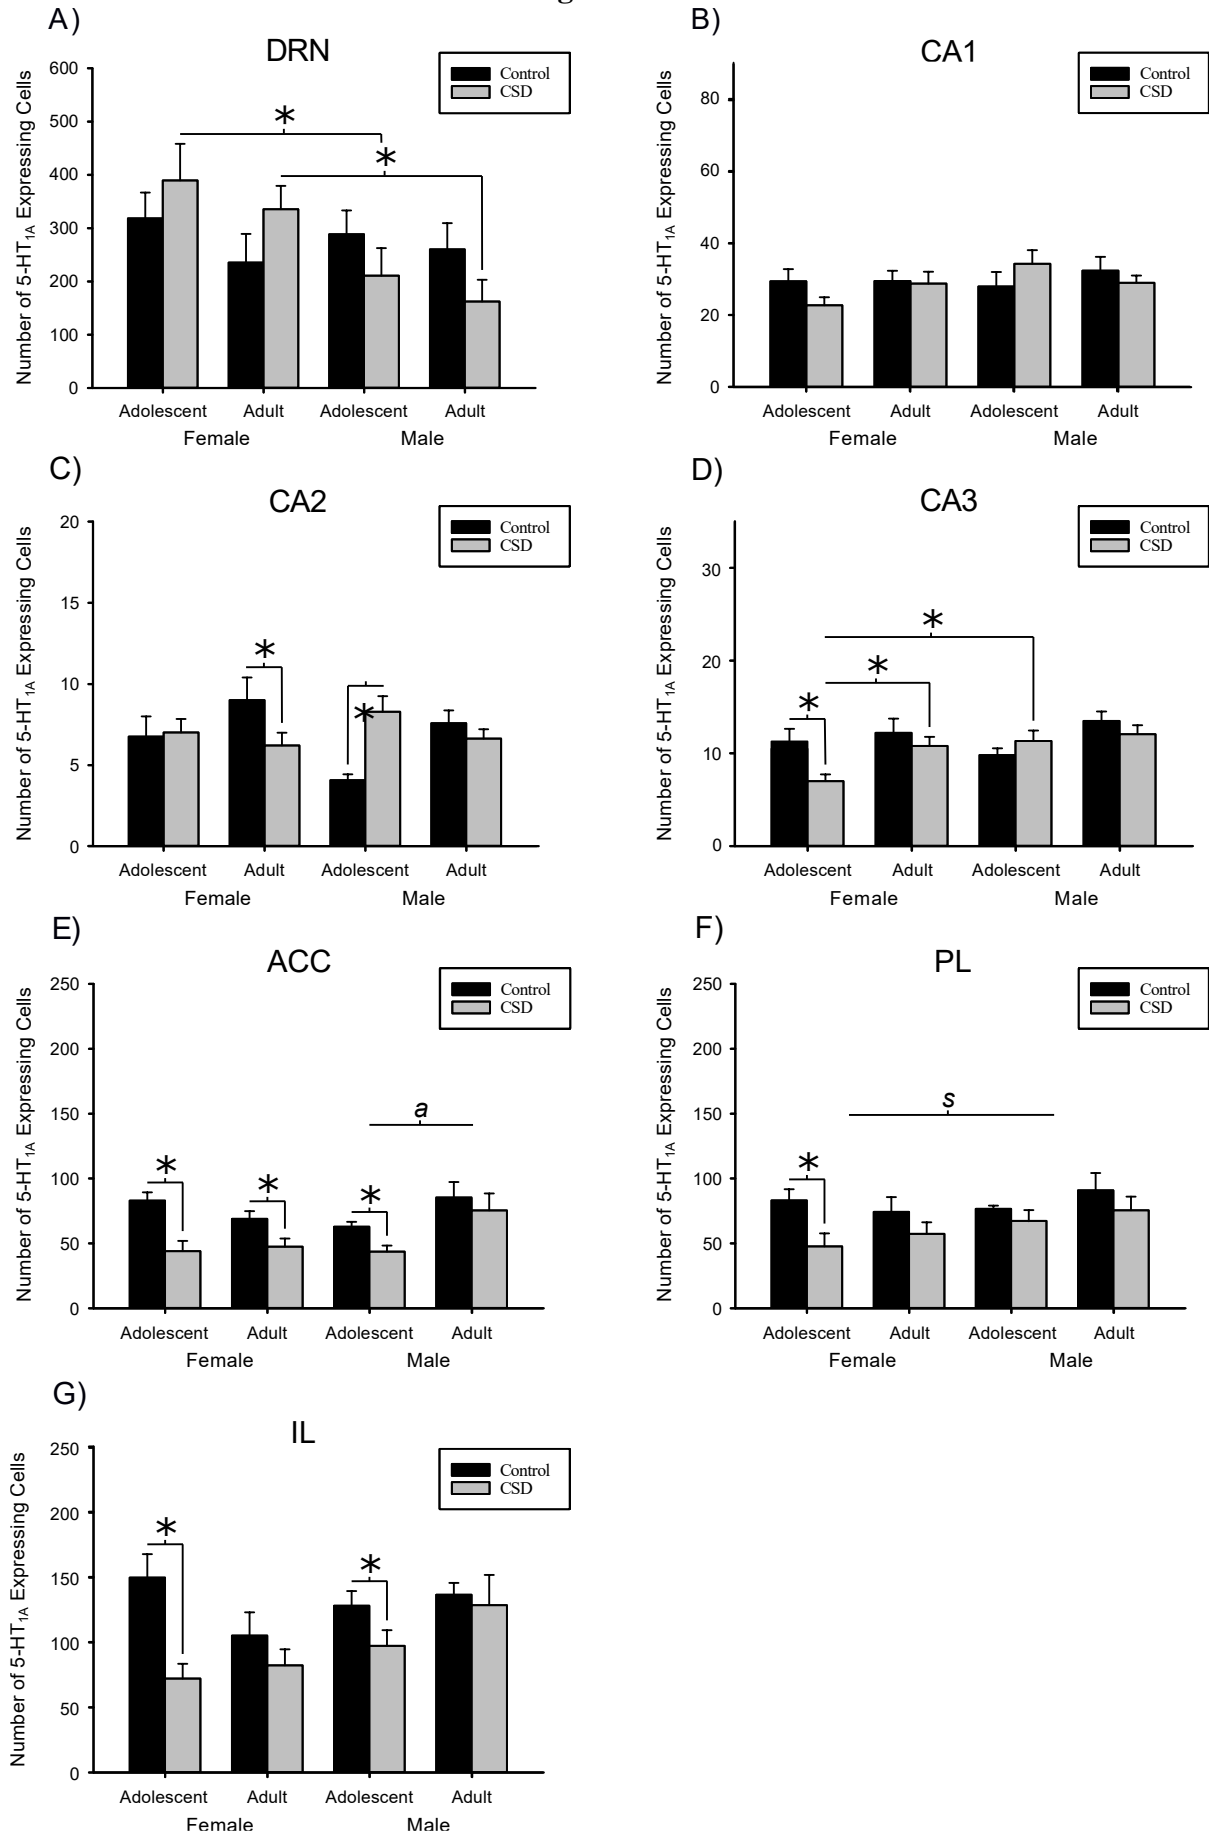 g
A)
DRN
Number of 5-HT1A Expressing Cells
600
500
400
300
200
100
0
Control
CSD
*
*
Adolescent Adult Adolescent Adult
Female Male
B)
CA1
Number of 5-HT1A Expressing Cells
80
60
40
20
0
Control
CSD
Adolescent Adult Adolescent Adult
Female Male
C)
CA2
Number of 5-HT1A Expressing Cells
20
15
10
5
0
Control
CSD
*
*
Adolescent Adult Adolescent Adult
Female Male
D)
CA3
Number of 5-HT1A Expressing Cells
30
20
10
0
Control
CSD
*
*
*
Adolescent Adult Adolescent Adult
Female Male
E)
ACC
Number of 5-HT1A Expressing Cells
250
200
150
100
50
0
Control
CSD
a
*
*
*
Adolescent Adult Adolescent Adult
Female Male
F)
PL
Number of 5-HT1A Expressing Cells
250
200
150
100
50
0
Control
CSD
s
*
Adolescent Adult Adolescent Adult
Female Male
G)
IL
Number of 5-HT1A Expressing Cells
250
200
150
100
50
0
Control
CSD
*
*
Adolescent Adult Adolescent Adult
Female Male